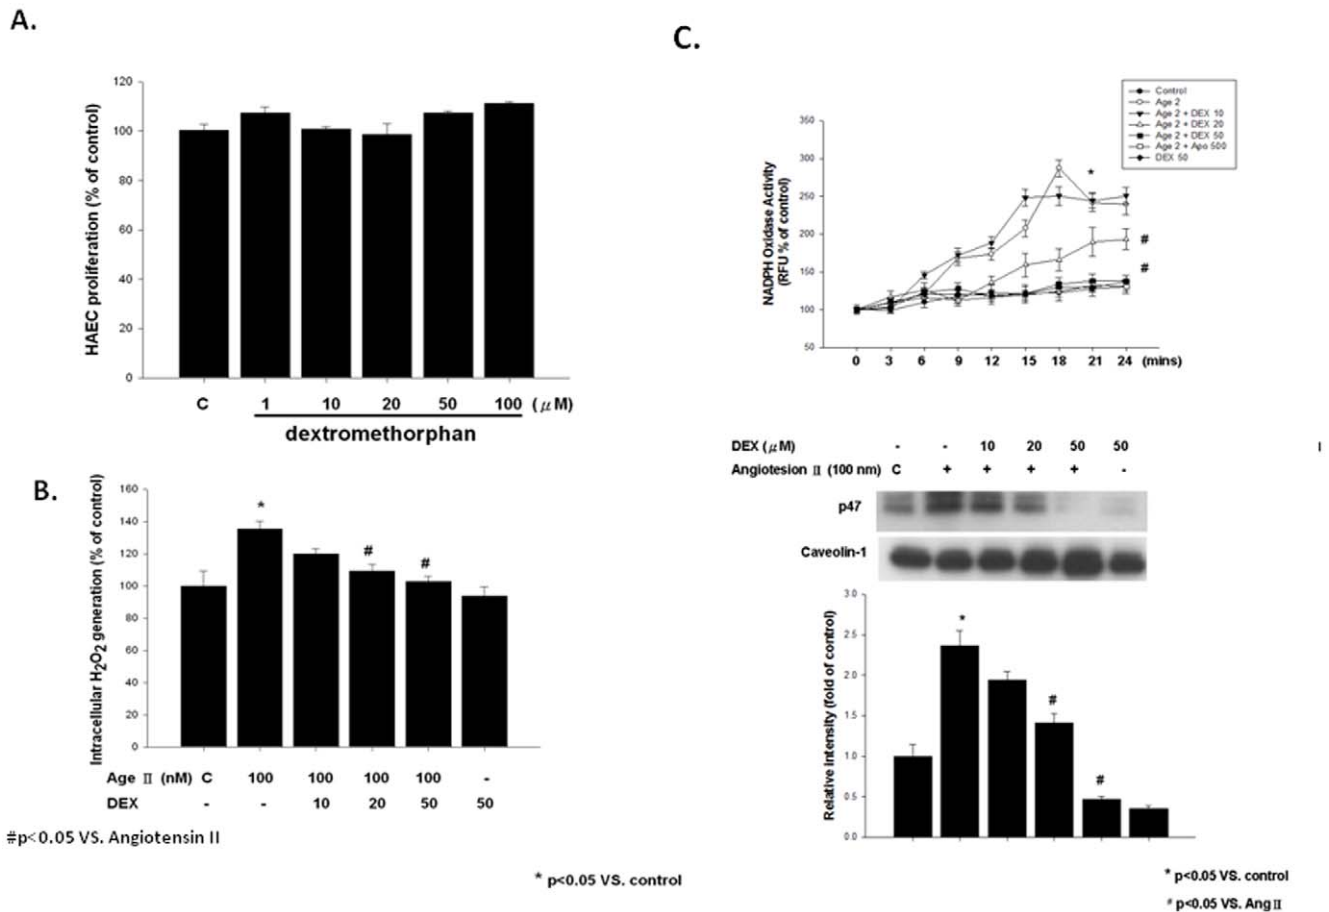 A.
120
100
80
60
40
20
0
HAEC proliferation (% of control)
C 1 10 20 50 100 (μM)
dextromethorphan
B.
160
140
120
100
80
60
40
20
0
Intracellular H2O2 generation (% of control)
*
#
#
Age II (nM) C 100 100 100 100 -
DEX - - 10 20 50 50
#p<0.05 VS. Angiotensin II
* p<0.05 VS. control
C.
Control
Age 2
Age 2 + DEX 10
Age 2 + DEX 20
Age 2 + DEX 50
Age 2 + Apo 500
DEX 50
350
300
250
200
150
100
50
NADPH Oxidase Activity
(RFU % of control)
*
#
#
0 3 6 9 12 15 18 21 24 (mins)
DEX (μM) - - 10 20 50 50
I
Angiotesion II (100 nm) C + + + + -
p47
Caveolin-1
3.0
2.5
2.0
1.5
1.0
0.5
0.0
Relative intensity (fold of control)
*
#
#
* p<0.05 VS. control
# p<0.05 VS. Ang II